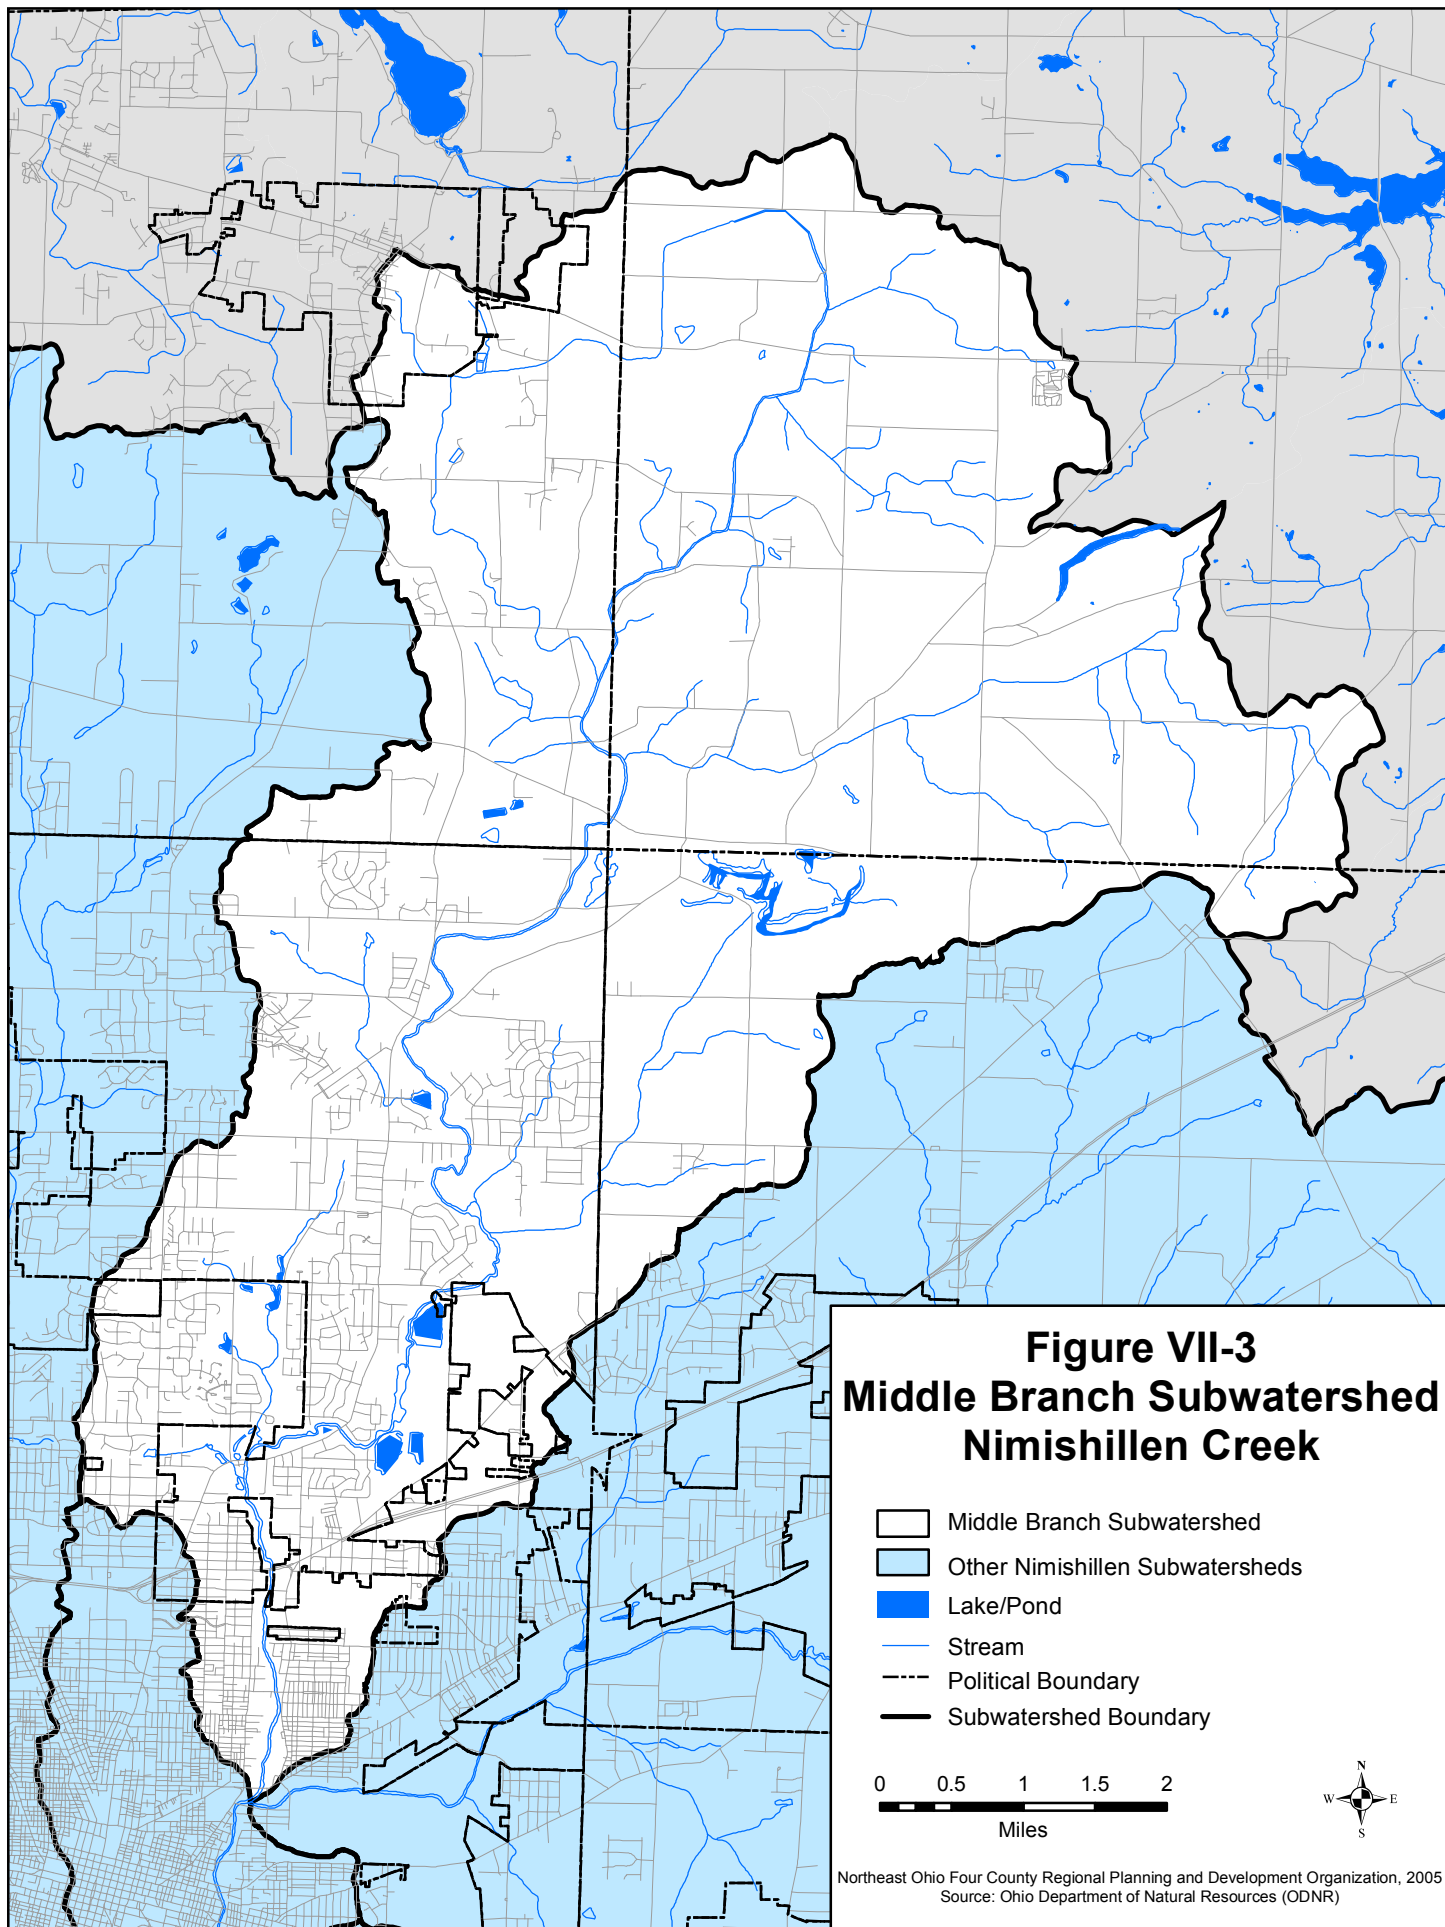 Figure VII-3
Middle Branch Subwatershed
Nimishillen Creek
Middle Branch Subwatershed
Other Nimishillen Subwatersheds
Lake/Pond
Stream
Political Boundary
Subwatershed Boundary
0 0.5 1 1.5 2
Miles
N
W E
S
Northeast Ohio Four County Regional Planning and Development Organization, 2005
Source: Ohio Department of Natural Resources (ODNR)